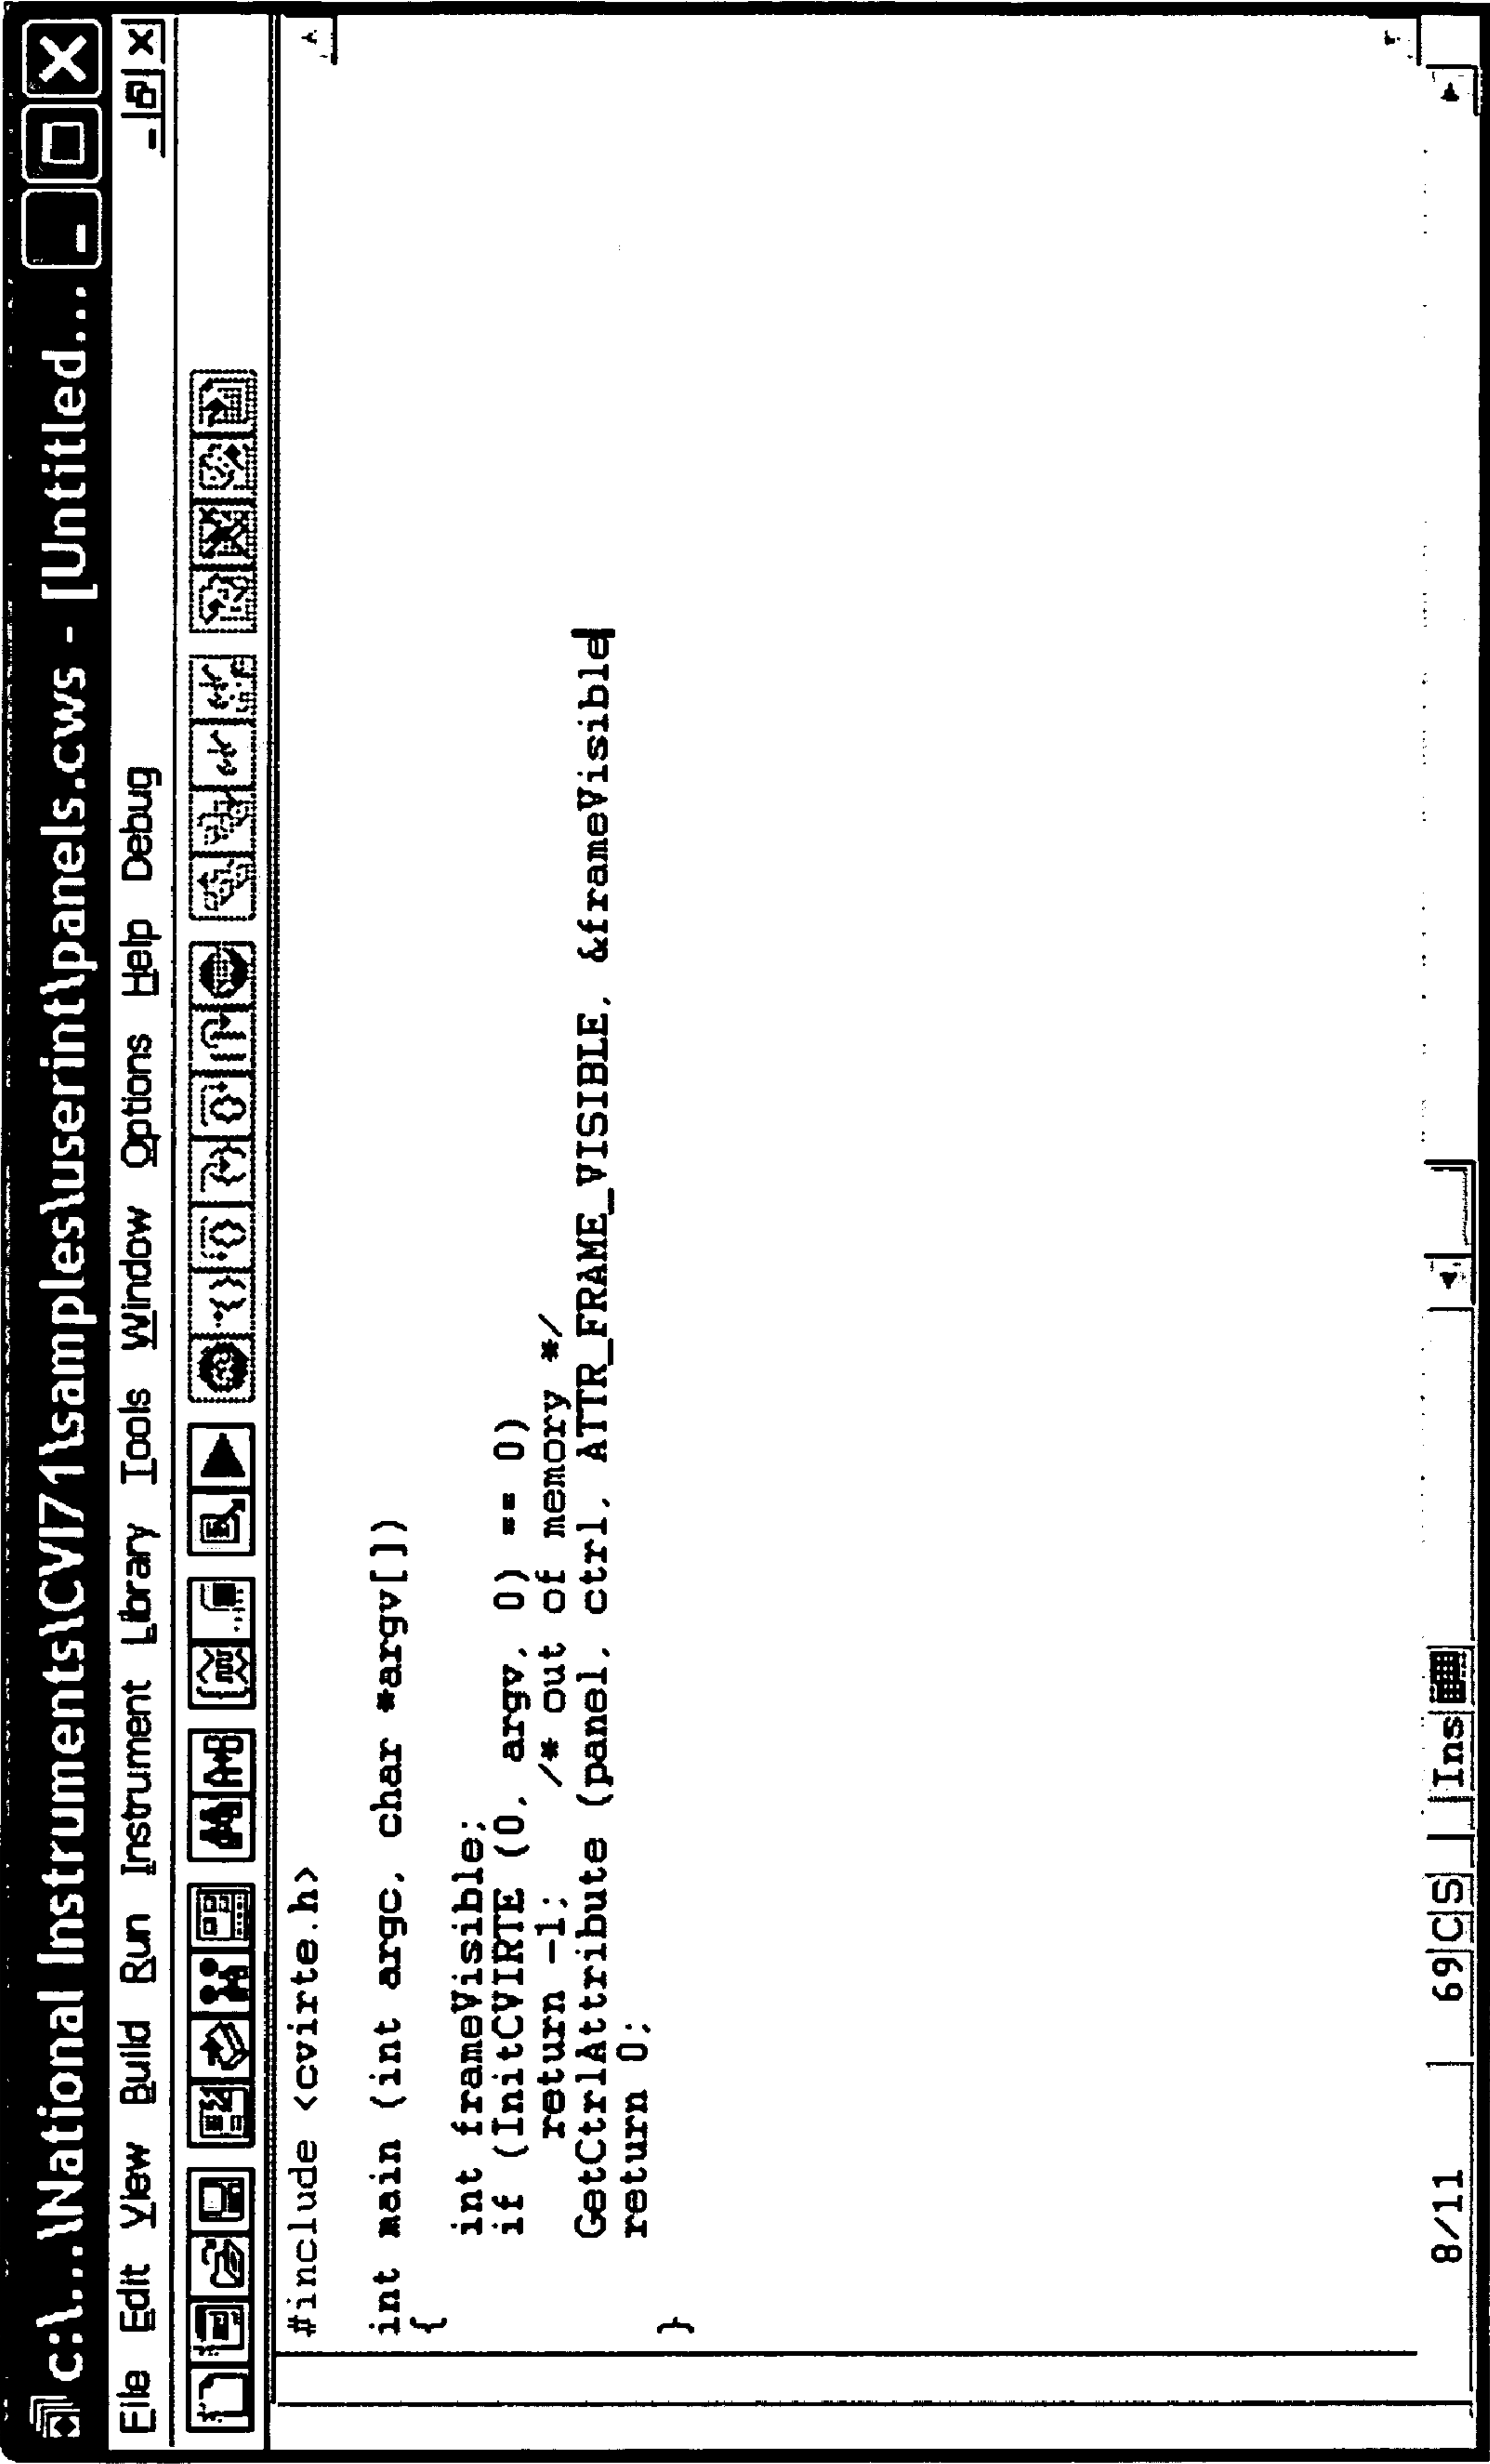 c:\...\National Instruments\CVI71\samples\userint\panels.cws - [Untitled...
File Edit View Build Run Instrument Library Tools Window Options Help Debug
#include <cvirte.h>
int main (int argc, char *argv[])
{
int frameVisible;
if (InitCVIRTE (0, argv, 0) == 0)
return -1; /* out of memory */
GetCtrlAttribute (panel, ctrl, ATTR_FRAME_VISIBLE, &frameVisible
return 0;
}
8/11 69 C S Ins